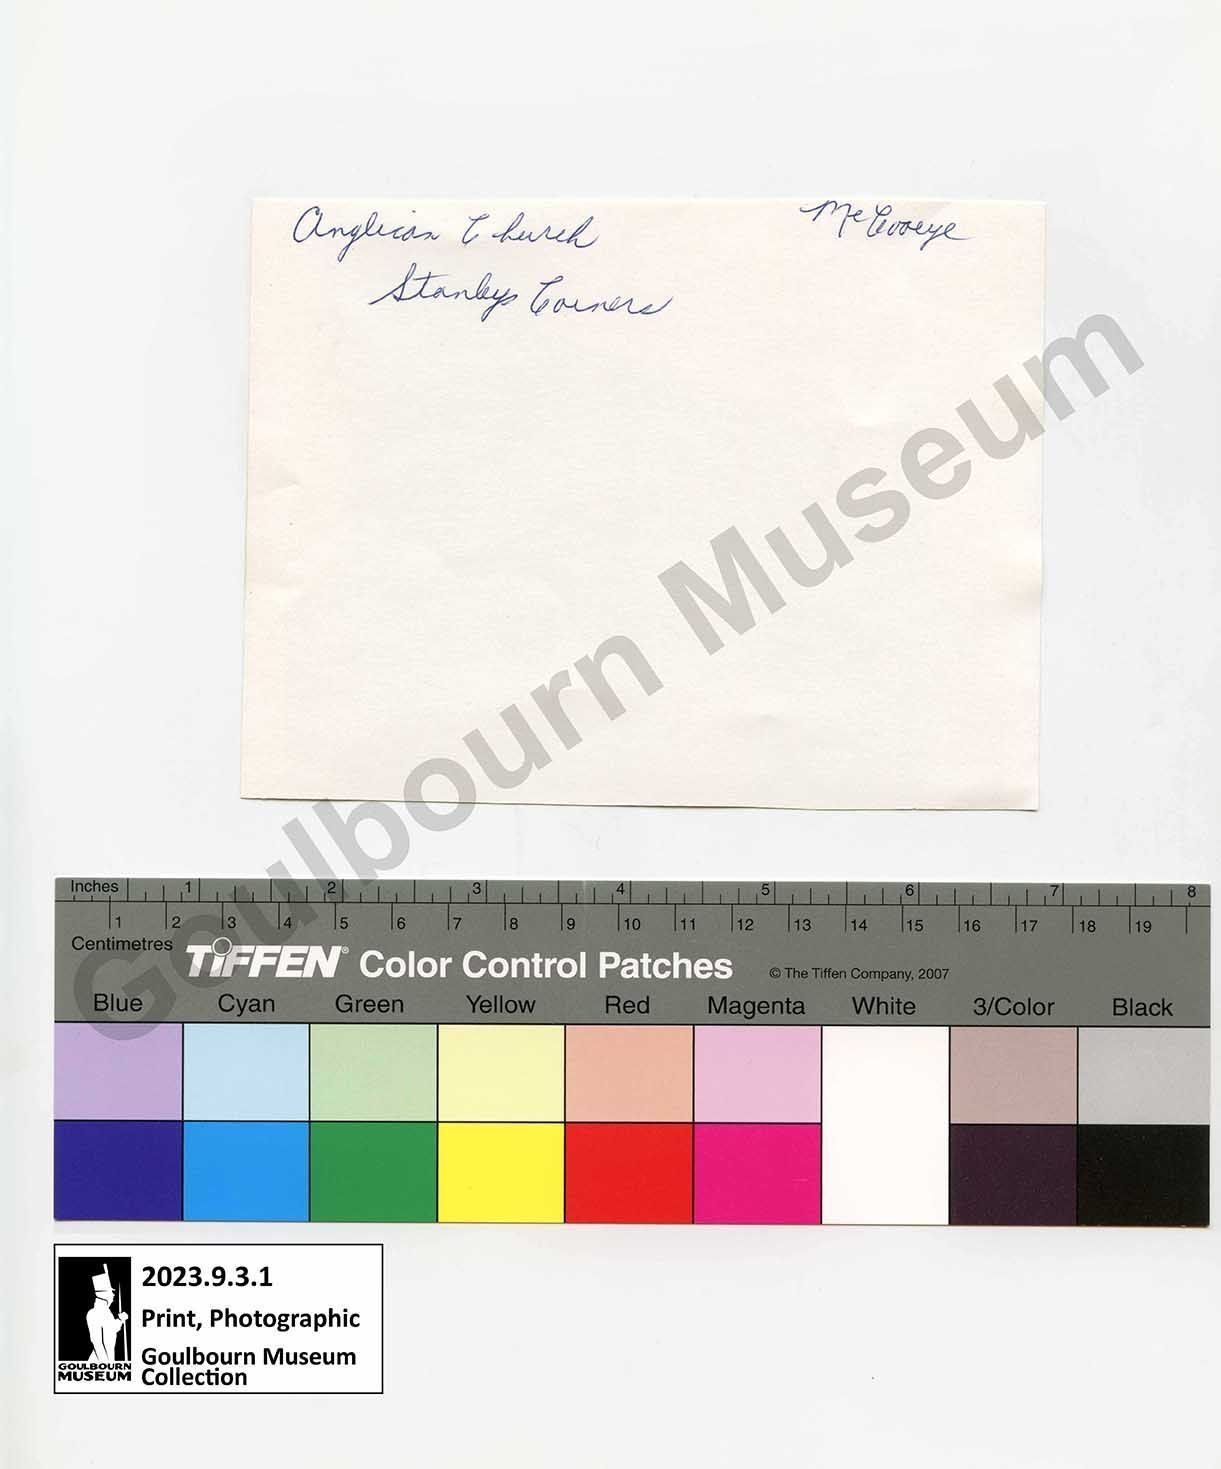 Anglican Church
Stanleys Corners
Goulbourn Museum
Inches 1 2 3 4 5 6 7 8
1 2 3 4 5 6 7 8 9 10 11 12 13 14 15 16 17 18 19
Centimetres
TIFFEN® Color Control Patches © The Tiffen Company, 2007
Blue Cyan Green Yellow Red Magenta White 3/Color Black
2023.9.3.1
Print, Photographic
Goulbourn Museum
Collection
GOULBOURN
MUSEUM